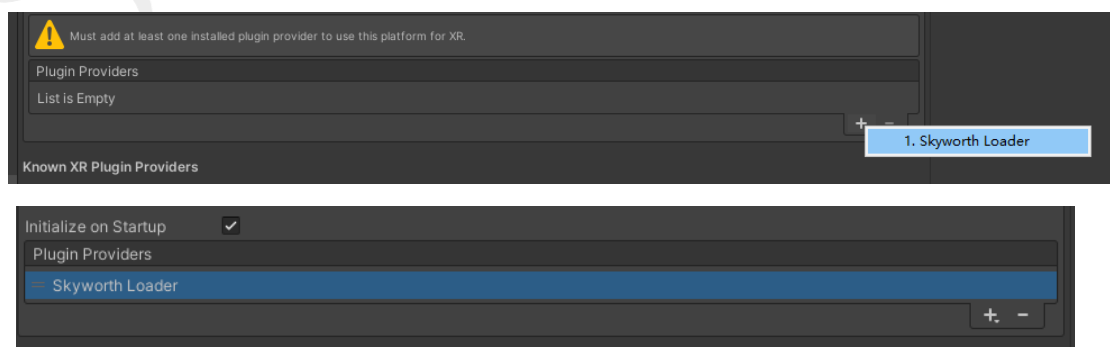 Must add at least one installed plugin provider to use this platform for XR.
Plugin Providers
List is Empty
1. Skyworth Loader
Known XR Plugin Providers
Initialize on Startup
Plugin Providers
Skyworth Loader